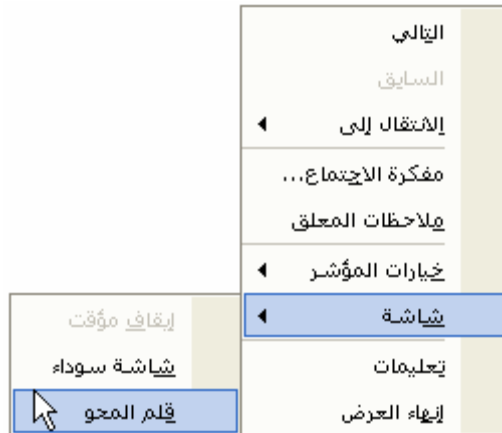 التالي
السابق
الانتقال إلى
مفكرة الاجتماع...
ملاحظات المعلق
خيارات المؤشر
شاشة
تعليمات
إنهاء العرض
إيقاف مؤقت
شاشة سوداء
قلم المحو